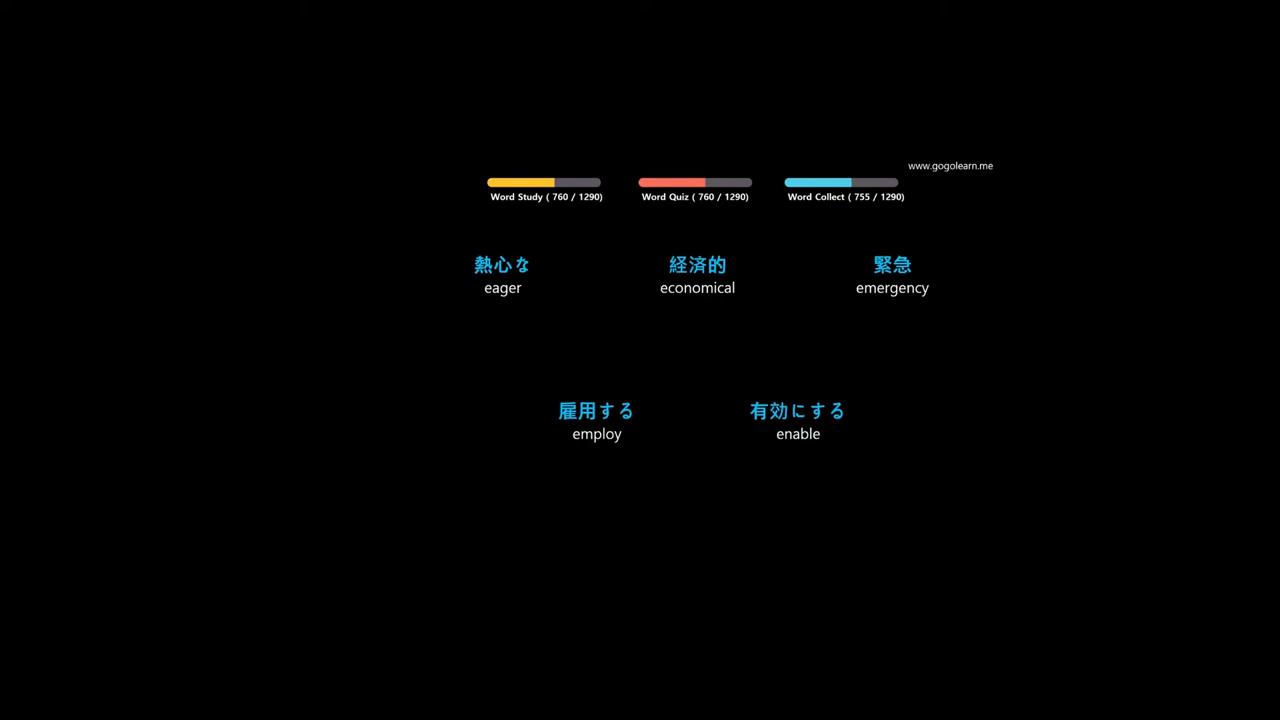 www.gogolearn.me
Word Study ( 760 / 1290)
Word Quiz ( 760 / 1290)
Word Collect ( 755 / 1290)
熱心な
eager
経済的
economical
緊急
emergency
雇用する
employ
有効にする
enable